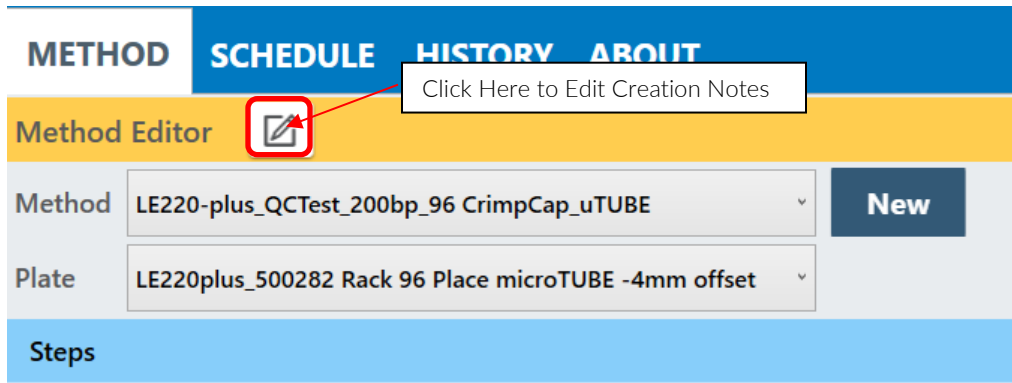 METHOD SCHEDULE HISTORY ABOUT
Click Here to Edit Creation Notes
Method Editor
Method LE220-plus_QCTest_200bp_96 CrimpCap_uTUBE New
Plate LE220plus_500282 Rack 96 Place microTUBE -4mm offset
Steps